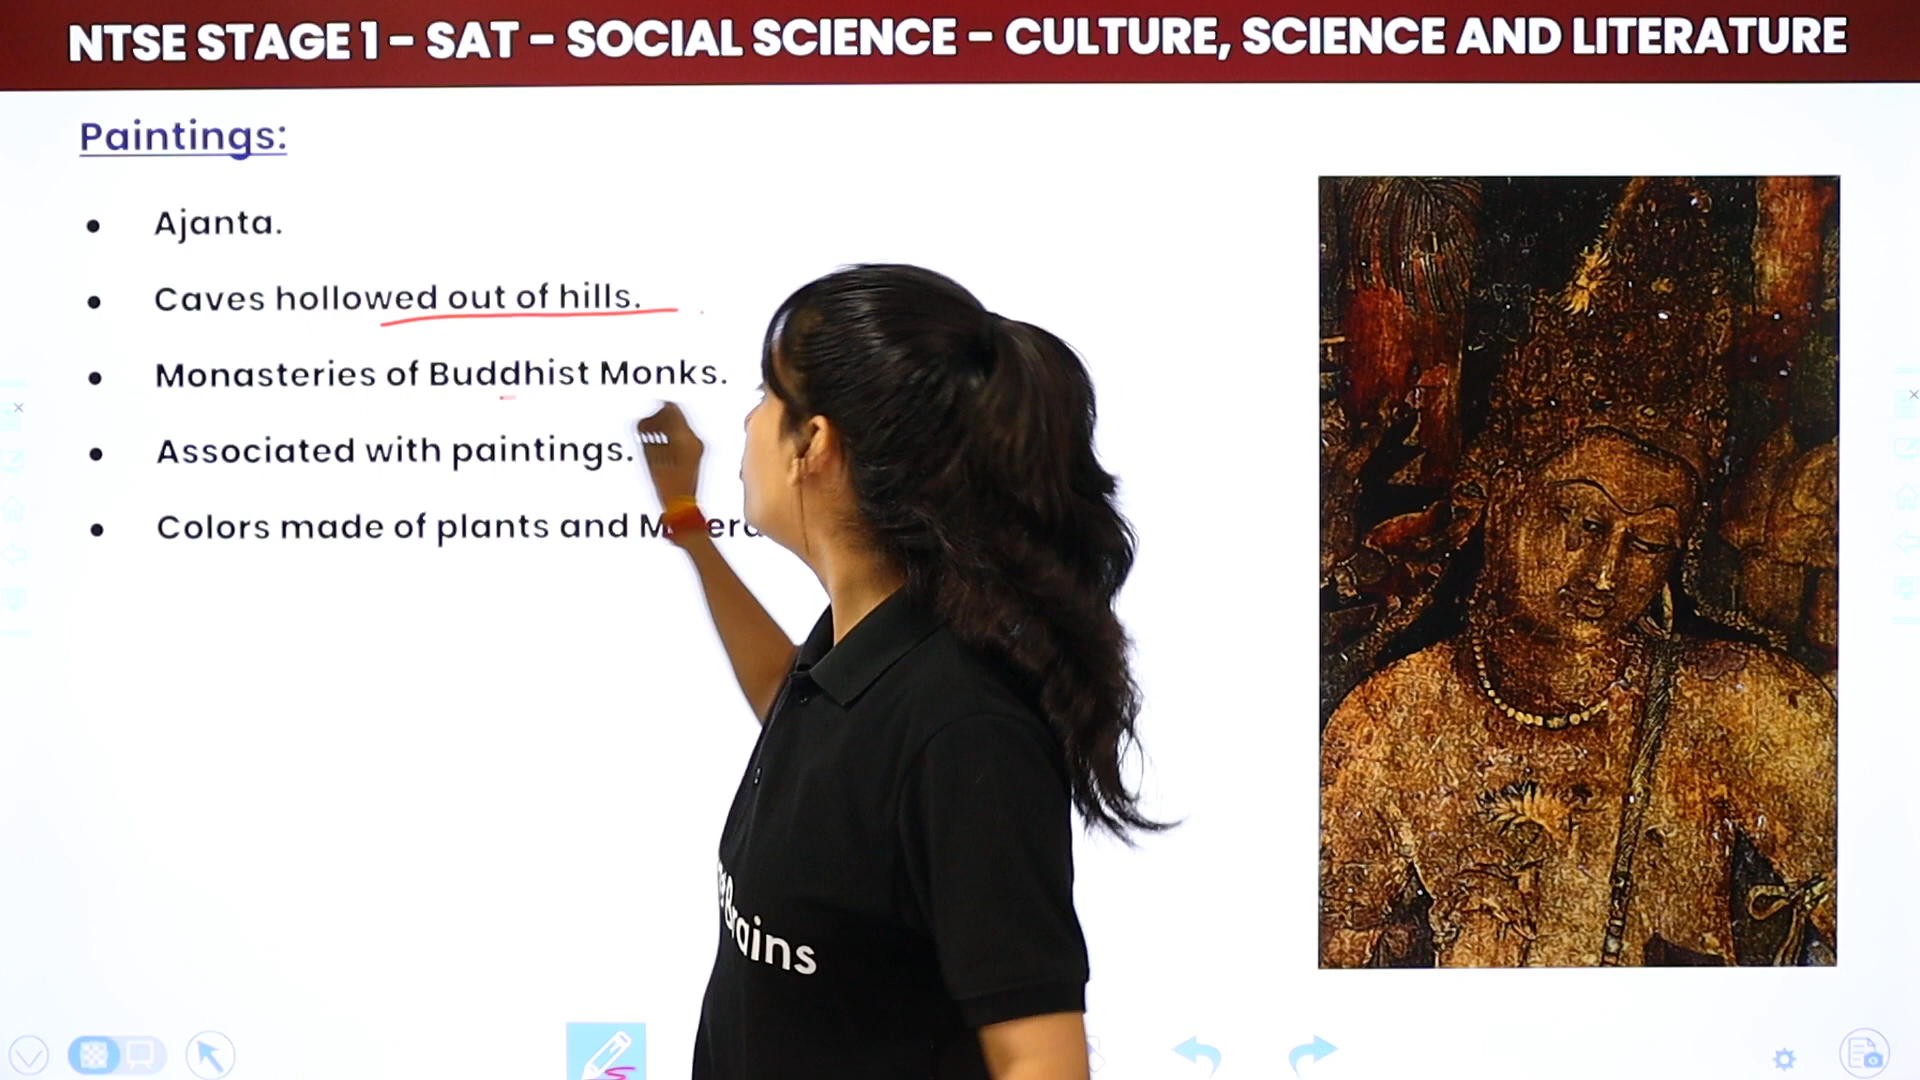 NTSE STAGE 1 – SAT – SOCIAL SCIENCE – CULTURE, SCIENCE AND LITERATURE
Paintings:
• Ajanta.
• Caves hollowed out of hills.
• Monasteries of Buddhist Monks.
• Associated with paintings.
• Colors made of plants and
Brains